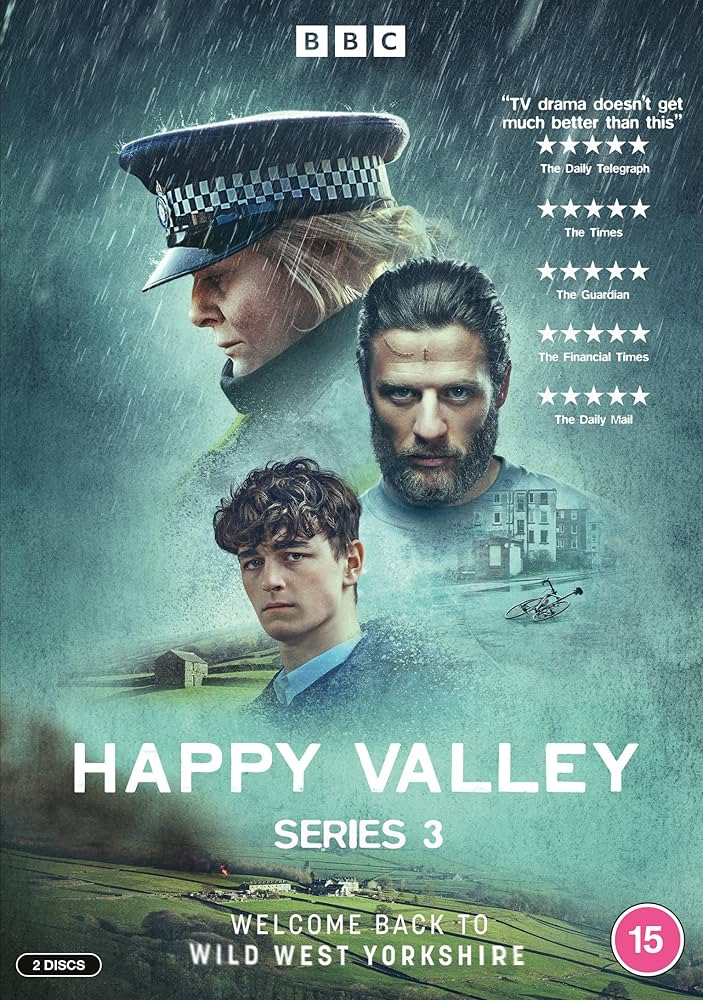 BBC
“TV drama doesn’t get
much better than this”
The Daily Telegraph
The Times
The Guardian
The Financial Times
The Daily Mail
HAPPY VALLEY
SERIES 3
WELCOME BACK TO
WILD WEST YORKSHIRE
2 DISCS
15